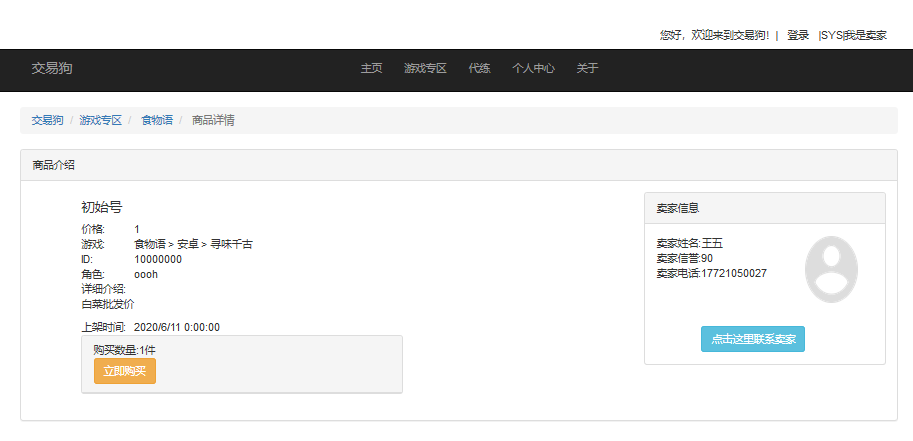 您好，欢迎来到交易狗！| 登录 |SYS|我是卖家
交易狗 主页 游戏专区 代练 个人中心 关于
交易狗 / 游戏专区 / 食物语 / 商品详情
商品介绍
初始号
价格: 1
游戏: 食物语 > 安卓 > 寻味千古
ID: 10000000
角色: oooh
详细介绍:
白菜批发价
上架时间: 2020/6/11 0:00:00
购买数量:1件
立即购买
卖家信息
卖家姓名:王五
卖家信誉:90
卖家电话:17721050027
点击这里联系卖家